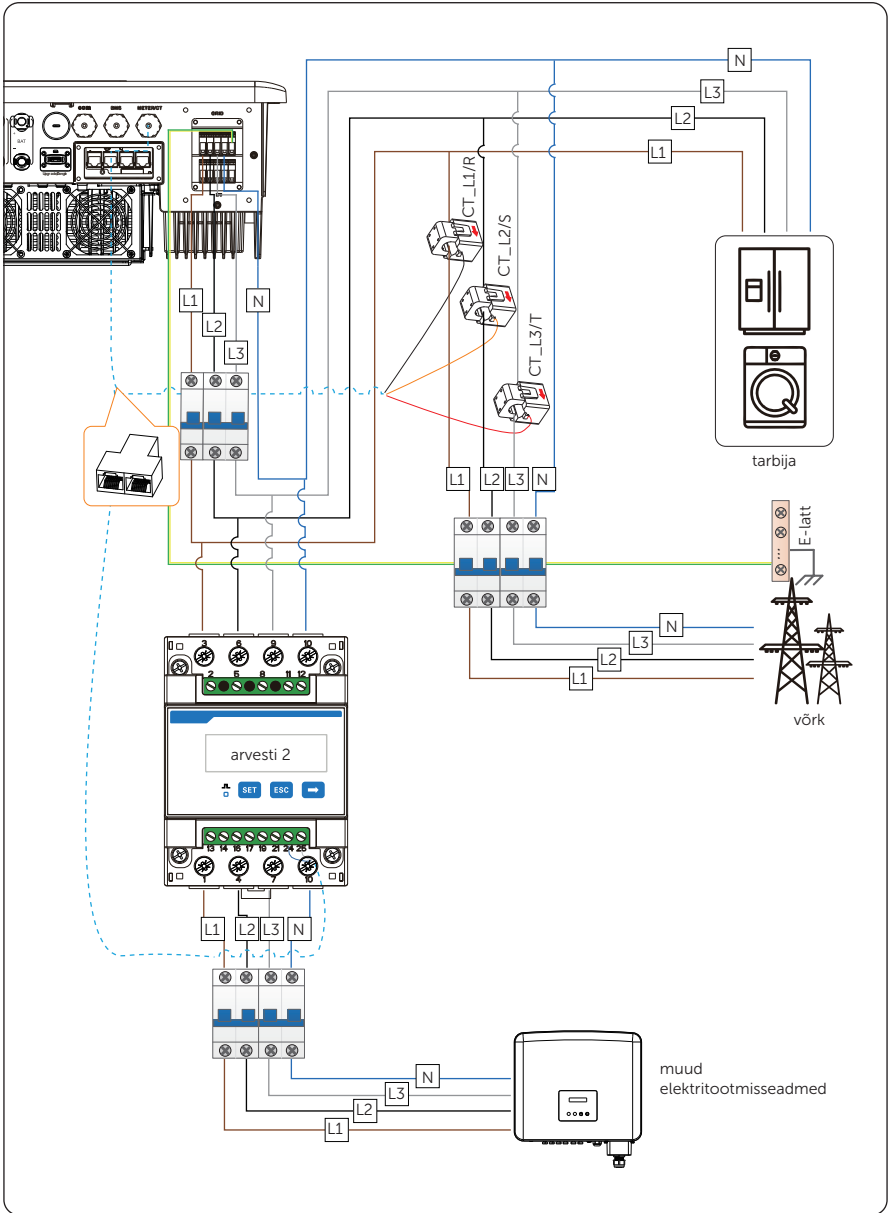 COM DRM METER/CT
GRID
BAT
N
L3
L2
L1
CT_L1/R
CT_L2/S
CT_L3/T
L1
L2
L3
N
tarbija
L1 L2 L3 N
E-latt
N
L3
L2
L1
võrk
3 6 9 10
2 5 8 11 12
arvesti 2
SET ESC
13 14 16 17 19 21 24 25
1 4 7 10
L1 L2 L3 N
N
L3
L2
L1
muud
elektritootmisseadmed